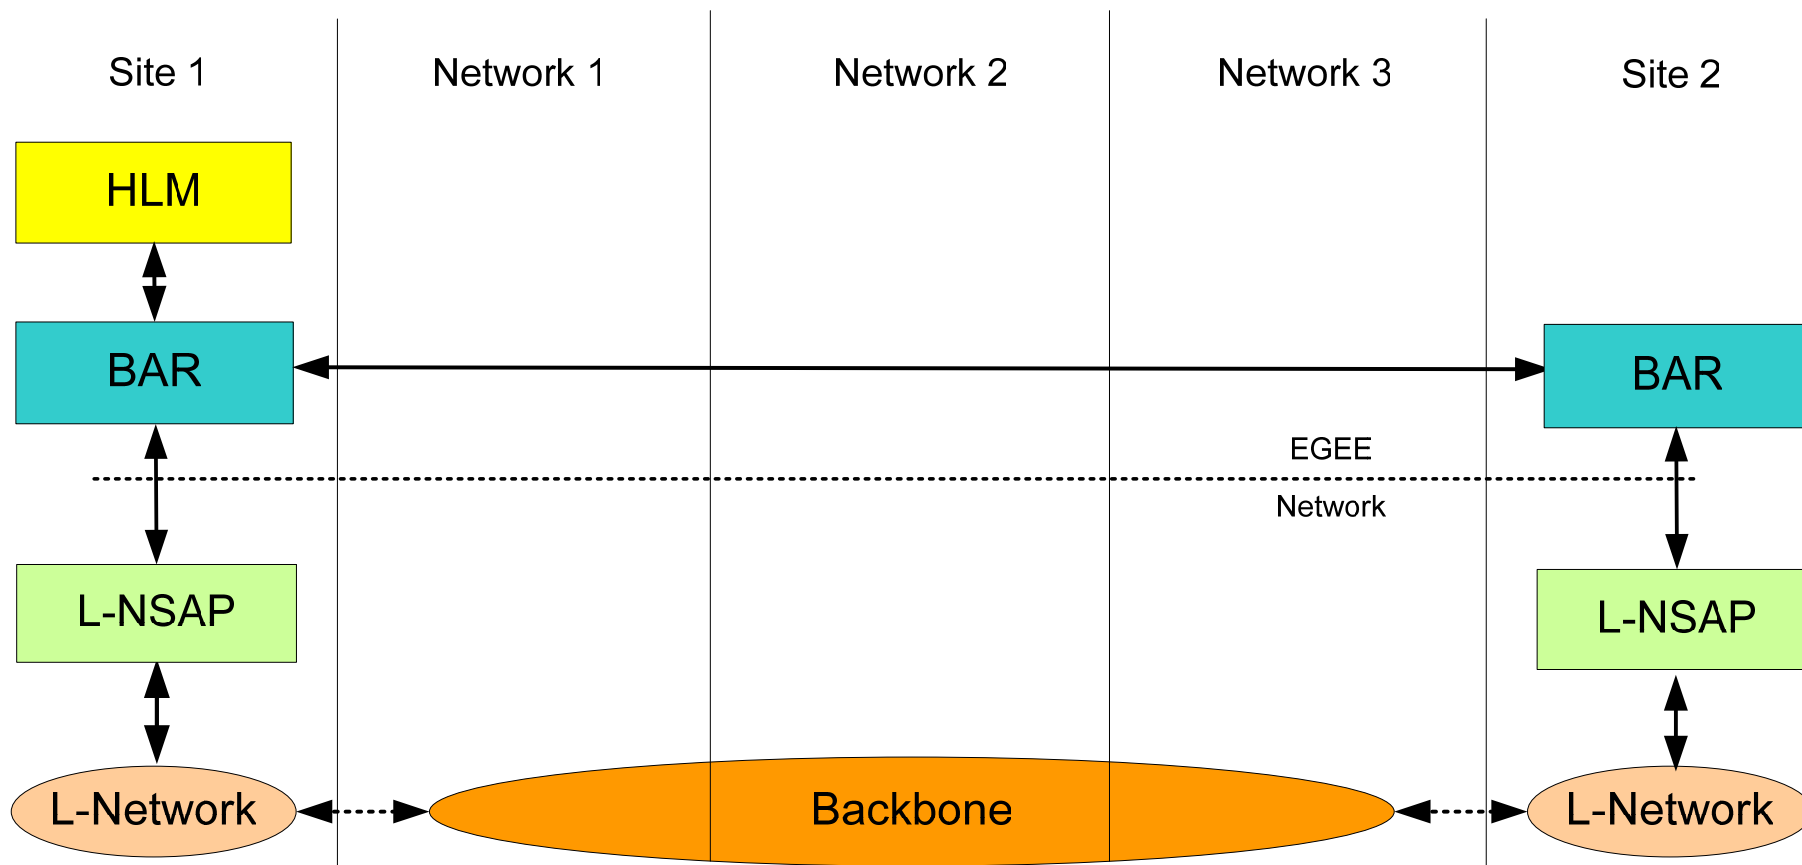 Site 1
Network 1
Network 2
Network 3
Site 2
HLM
BAR
BAR
EGEE
Network
L-NSAP
L-NSAP
L-Network
Backbone
L-Network